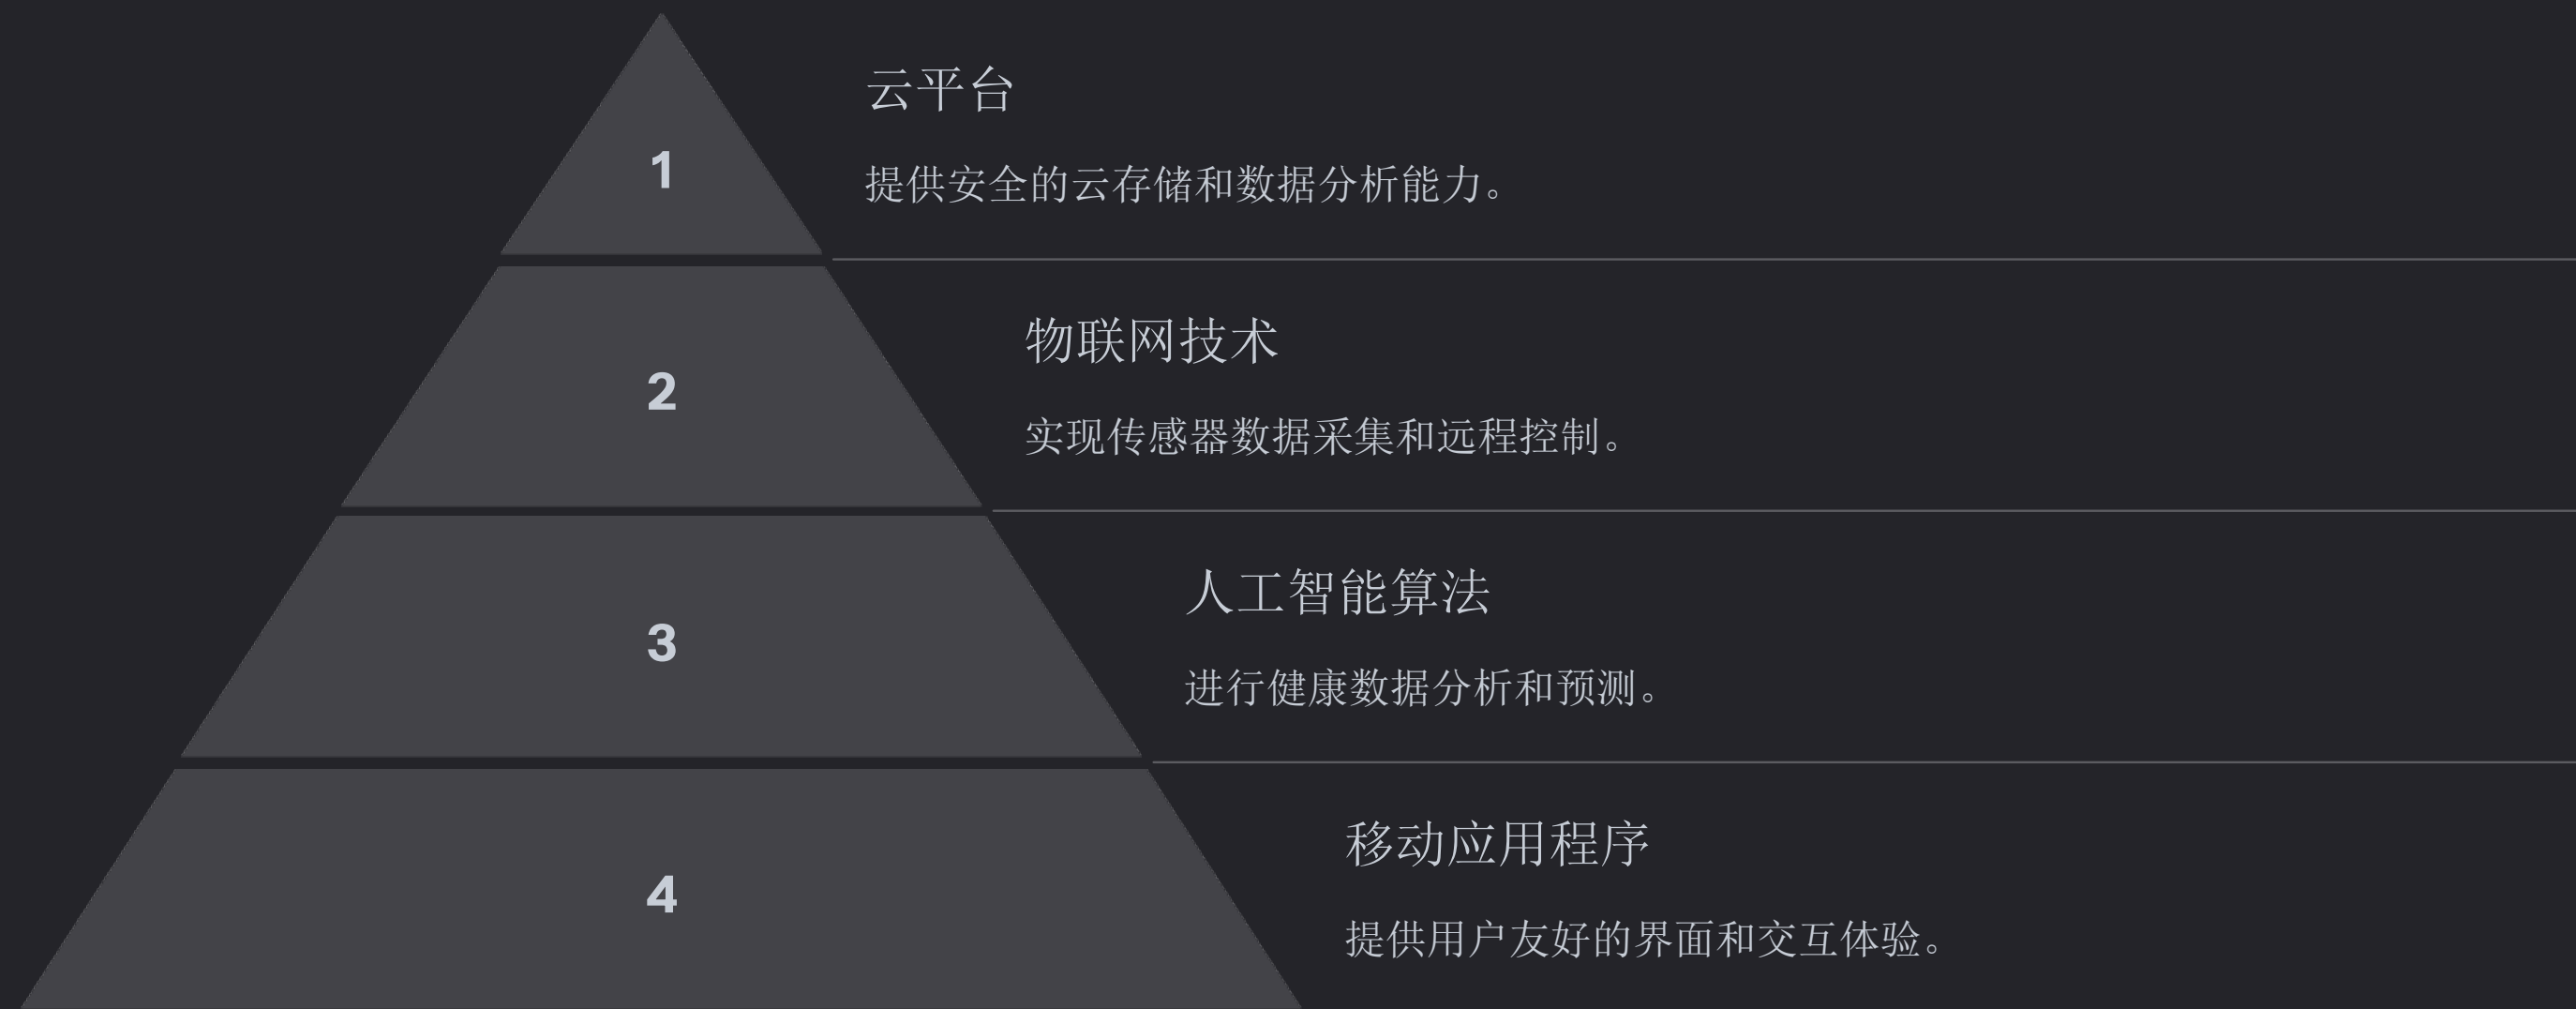 1
云平台
提供安全的云存储和数据分析能力。
2
物联网技术
实现传感器数据采集和远程控制。
3
人工智能算法
进行健康数据分析和预测。
4
移动应用程序
提供用户友好的界面和交互体验。